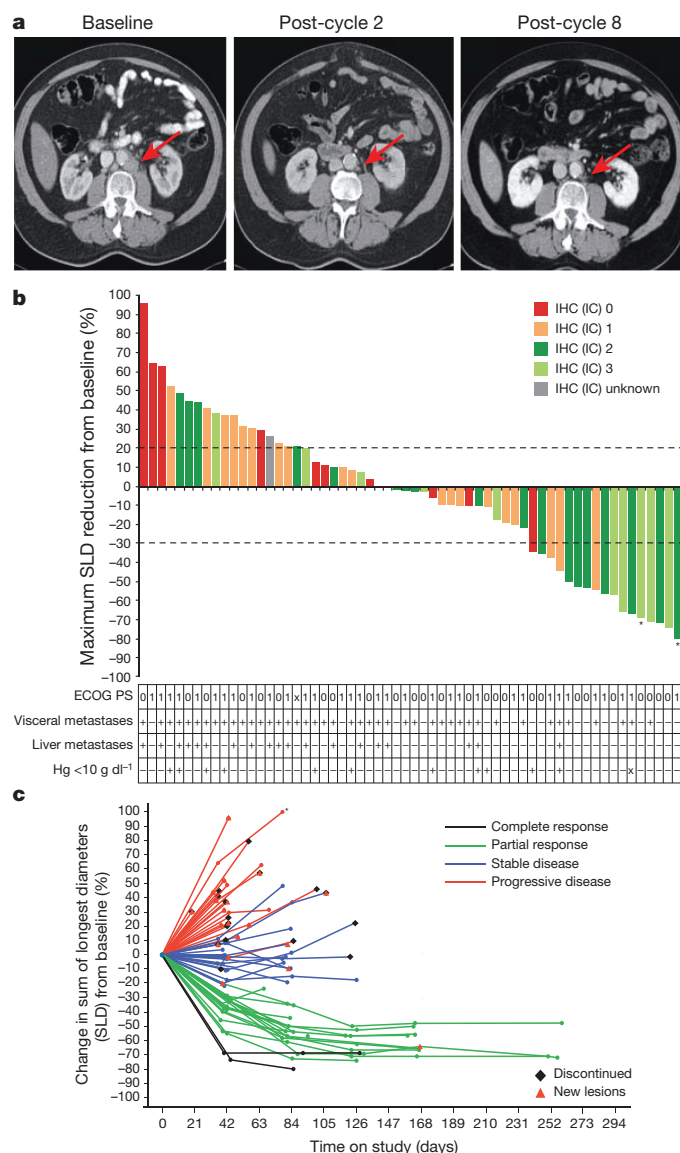 a
Baseline
Post-cycle 2
Post-cycle 8
b
Maximum SLD reduction from baseline (%)
100
90
80
70
60
50
40
30
20
10
0
−10
−20
−30
−40
−50
−60
−70
−80
−90
−100
IHC (IC) 0
IHC (IC) 1
IHC (IC) 2
IHC (IC) 3
IHC (IC) unknown
*
*
ECOG PS
Visceral metastases
Liver metastases
Hg <10 g dl⁻¹
c
Change in sum of longest diameters
(SLD) from baseline (%)
100
90
80
70
60
50
40
30
20
10
0
−10
−20
−30
−40
−50
−60
−70
−80
−90
−100
*
Complete response
Partial response
Stable disease
Progressive disease
Discontinued
New lesions
0 21 42 63 84 105 126 147 168 189 210 231 252 272 294
Time on study (days)